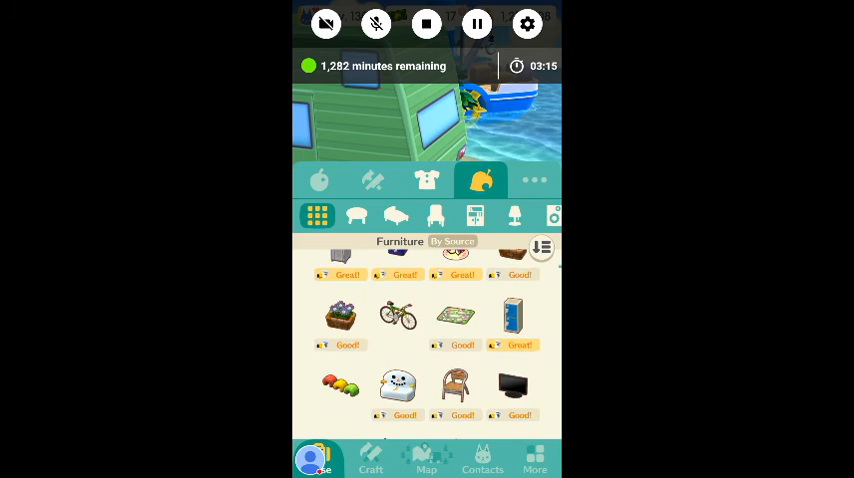 1,282 minutes remaining
03:15
Furniture By Source
Great! Great! Great! Good!
Good! Good! Great!
Good! Good! Good!
Craft Map Contacts More